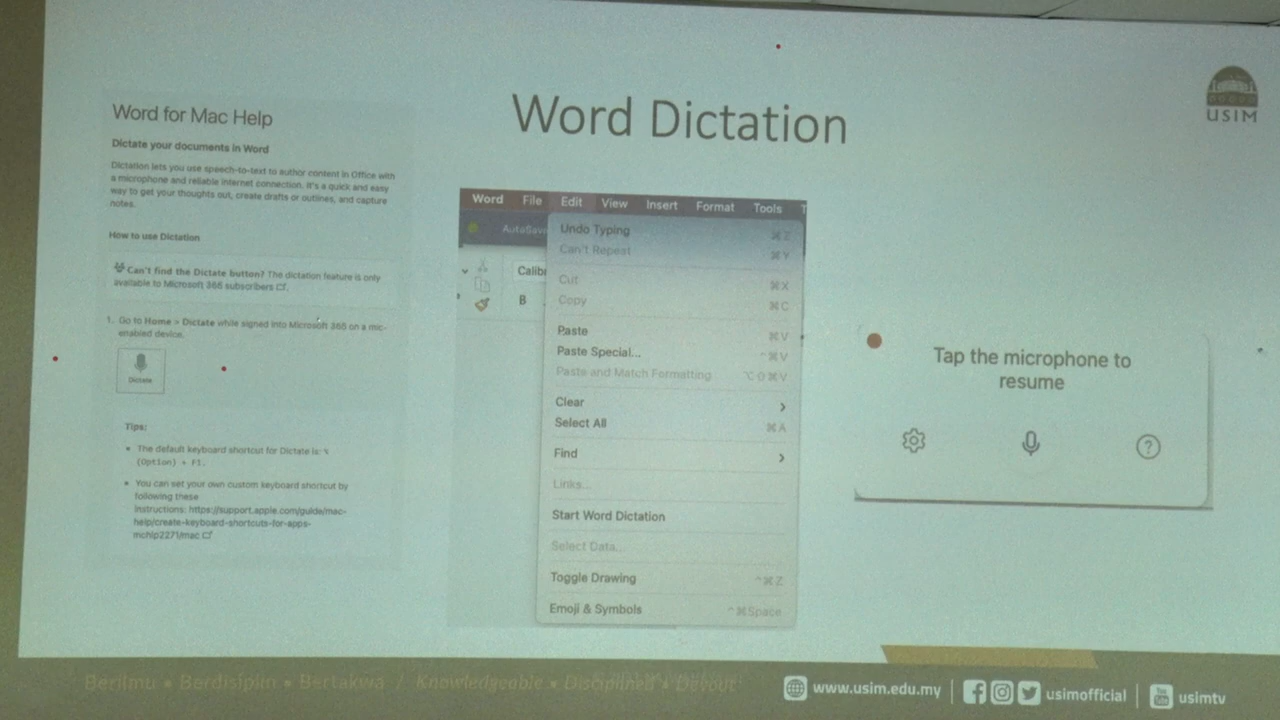 Word Dictation
USIM
Word for Mac Help
Dictate your documents in Word
Dictation lets you use speech-to-text to author content in Office with
a microphone and reliable internet connection. It's a quick and easy
way to get your thoughts out, create drafts or outlines, and capture
notes.
How to use Dictation
Can't find the Dictate button? The dictation feature is only
available to Microsoft 365 subscribers
1. Go to Home > Dictate while signed into Microsoft 365 on a mic-
enabled device.
Dictate
Tips:
• The default keyboard shortcut for Dictate is: ⌥
(Option) + F1.
• You can set your own custom keyboard shortcut by
following these
instructions: https://support.apple.com/guide/mac-
help/create-keyboard-shortcuts-for-apps-
mchlp2271/mac
Word File Edit View Insert Format Tools T
AutoSave
Calibr
B
Undo Typing ⌘Z
Can't Repeat ⌘Y
Cut ⌘X
Copy ⌘C
Paste ⌘V
Paste Special... ^⌘V
Paste and Match Formatting ⌥⇧⌘V
Clear >
Select All ⌘A
Find >
Links...
Start Word Dictation
Select Data...
Toggle Drawing ^⌘Z
Emoji & Symbols ^⌘Space
Tap the microphone to
resume
?
Berilmu • Berdisiplin • Bertakwa / Knowledgeable • Disciplined • Devout
www.usim.edu.my | usimofficial | usimtv